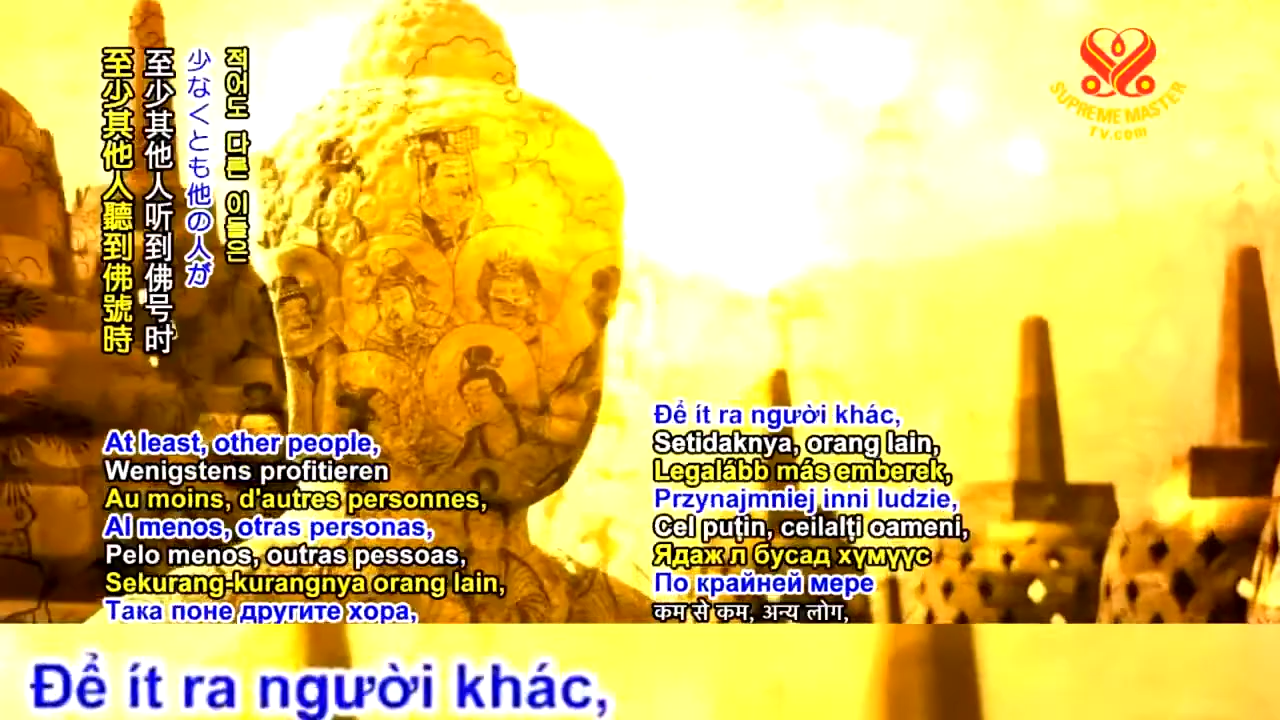 至少其他人聽到佛號時
至少其他人听到佛号时
少なくとも他の人が
적어도 다른 이들은
SUPREME MASTER
TV.com
At least, other people,
Wenigstens profitieren
Au moins, d'autres personnes,
Al menos, otras personas,
Pelo menos, outras pessoas,
Sekurang-kurangnya orang lain,
Така поне другите хора,
Để ít ra người khác,
Setidaknya, orang lain,
Legalább más emberek,
Przynajmniej inni ludzie,
Cel puțin, ceilalți oameni,
Ядаж л бусад хүмүүс
По крайней мере
कम से कम, अन्य लोग,
Để ít ra người khác,